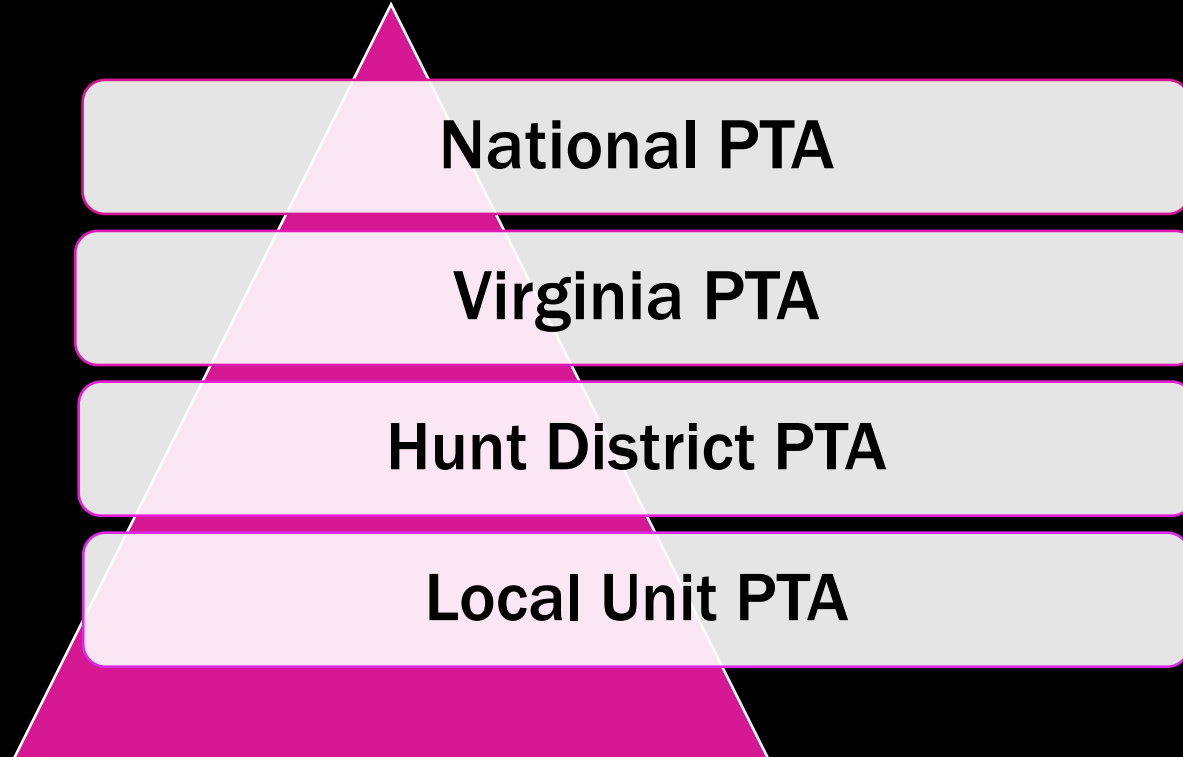 National PTA
Virginia PTA
Hunt District PTA
Local Unit PTA